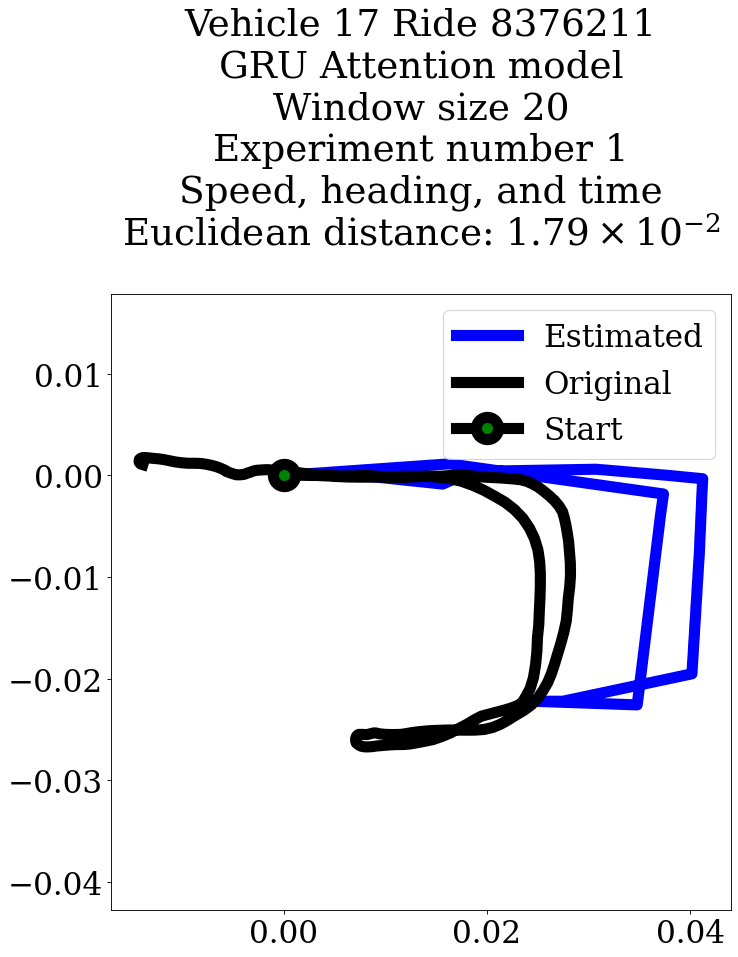 Vehicle 17 Ride 8376211
GRU Attention model
Window size 20
Experiment number 1
Speed, heading, and time
Euclidean distance: 1.79 × 10⁻²
Estimated
Original
Start
0.01
0.00
−0.01
−0.02
−0.03
−0.04
0.00 0.02 0.04